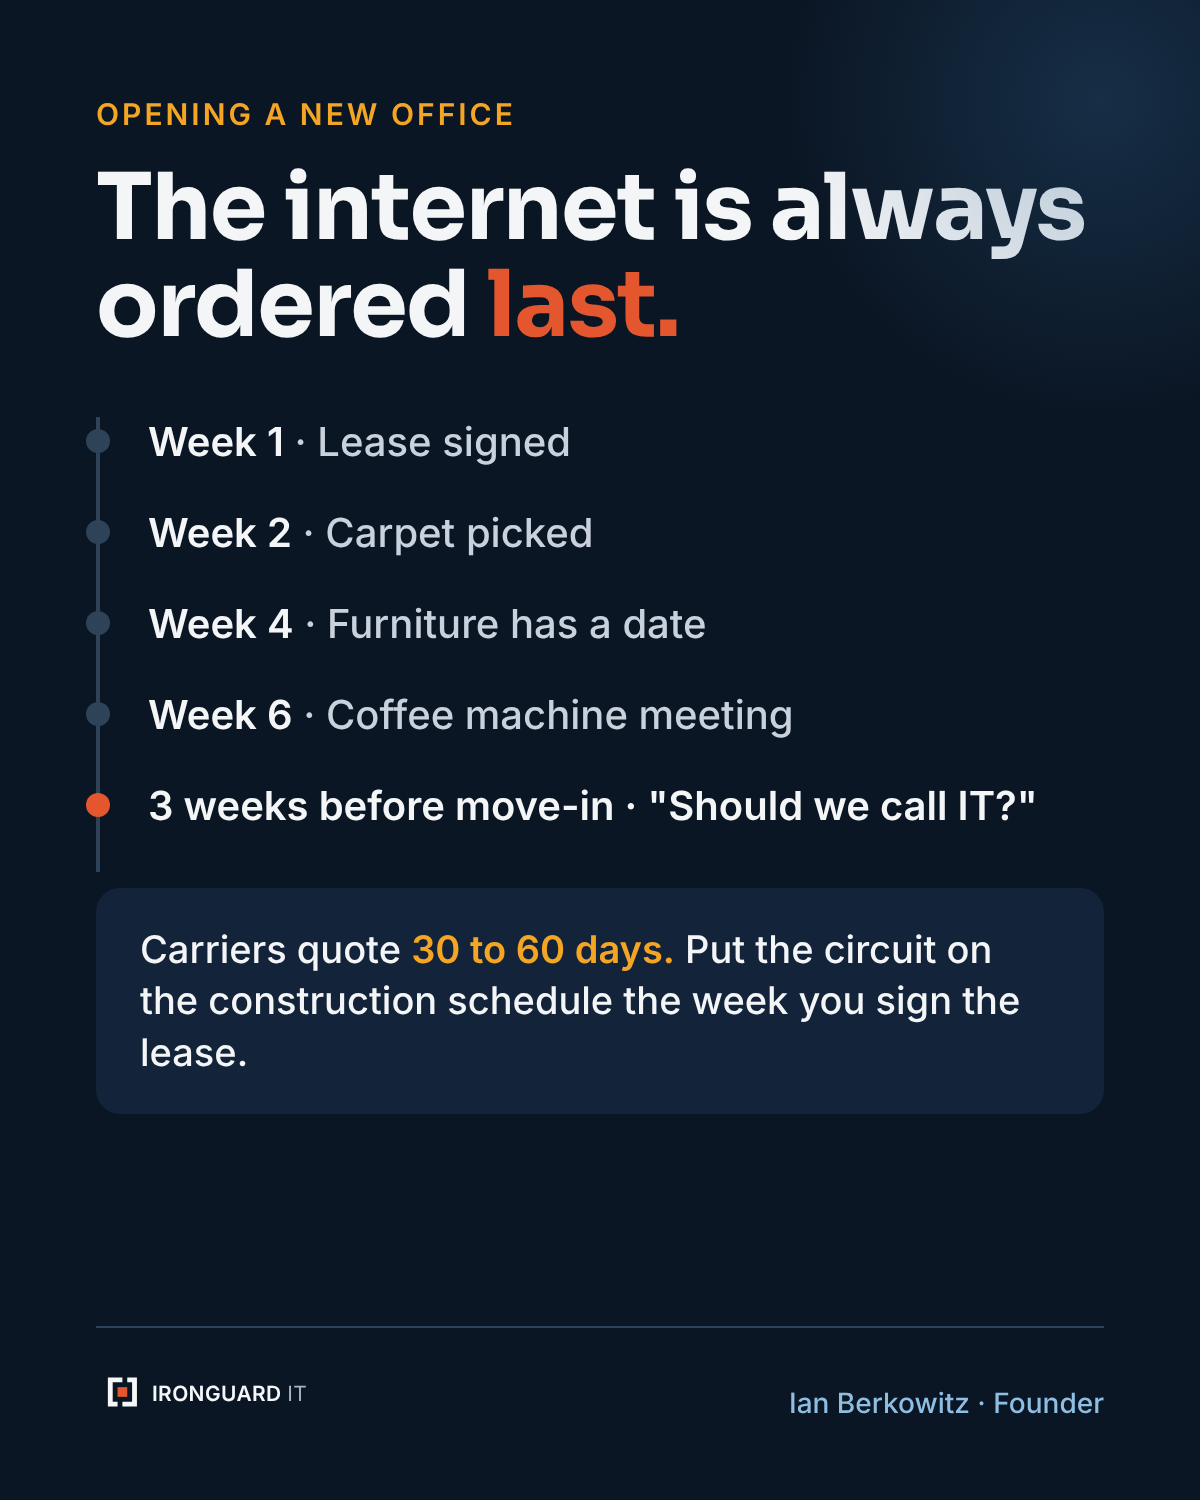 OPENING A NEW OFFICE
The internet is always
ordered last.
Week 1 · Lease signed
Week 2 · Carpet picked
Week 4 · Furniture has a date
Week 6 · Coffee machine meeting
3 weeks before move-in · "Should we call IT?"
Carriers quote 30 to 60 days. Put the circuit on
the construction schedule the week you sign the
lease.
IRONGUARD IT
Ian Berkowitz · Founder